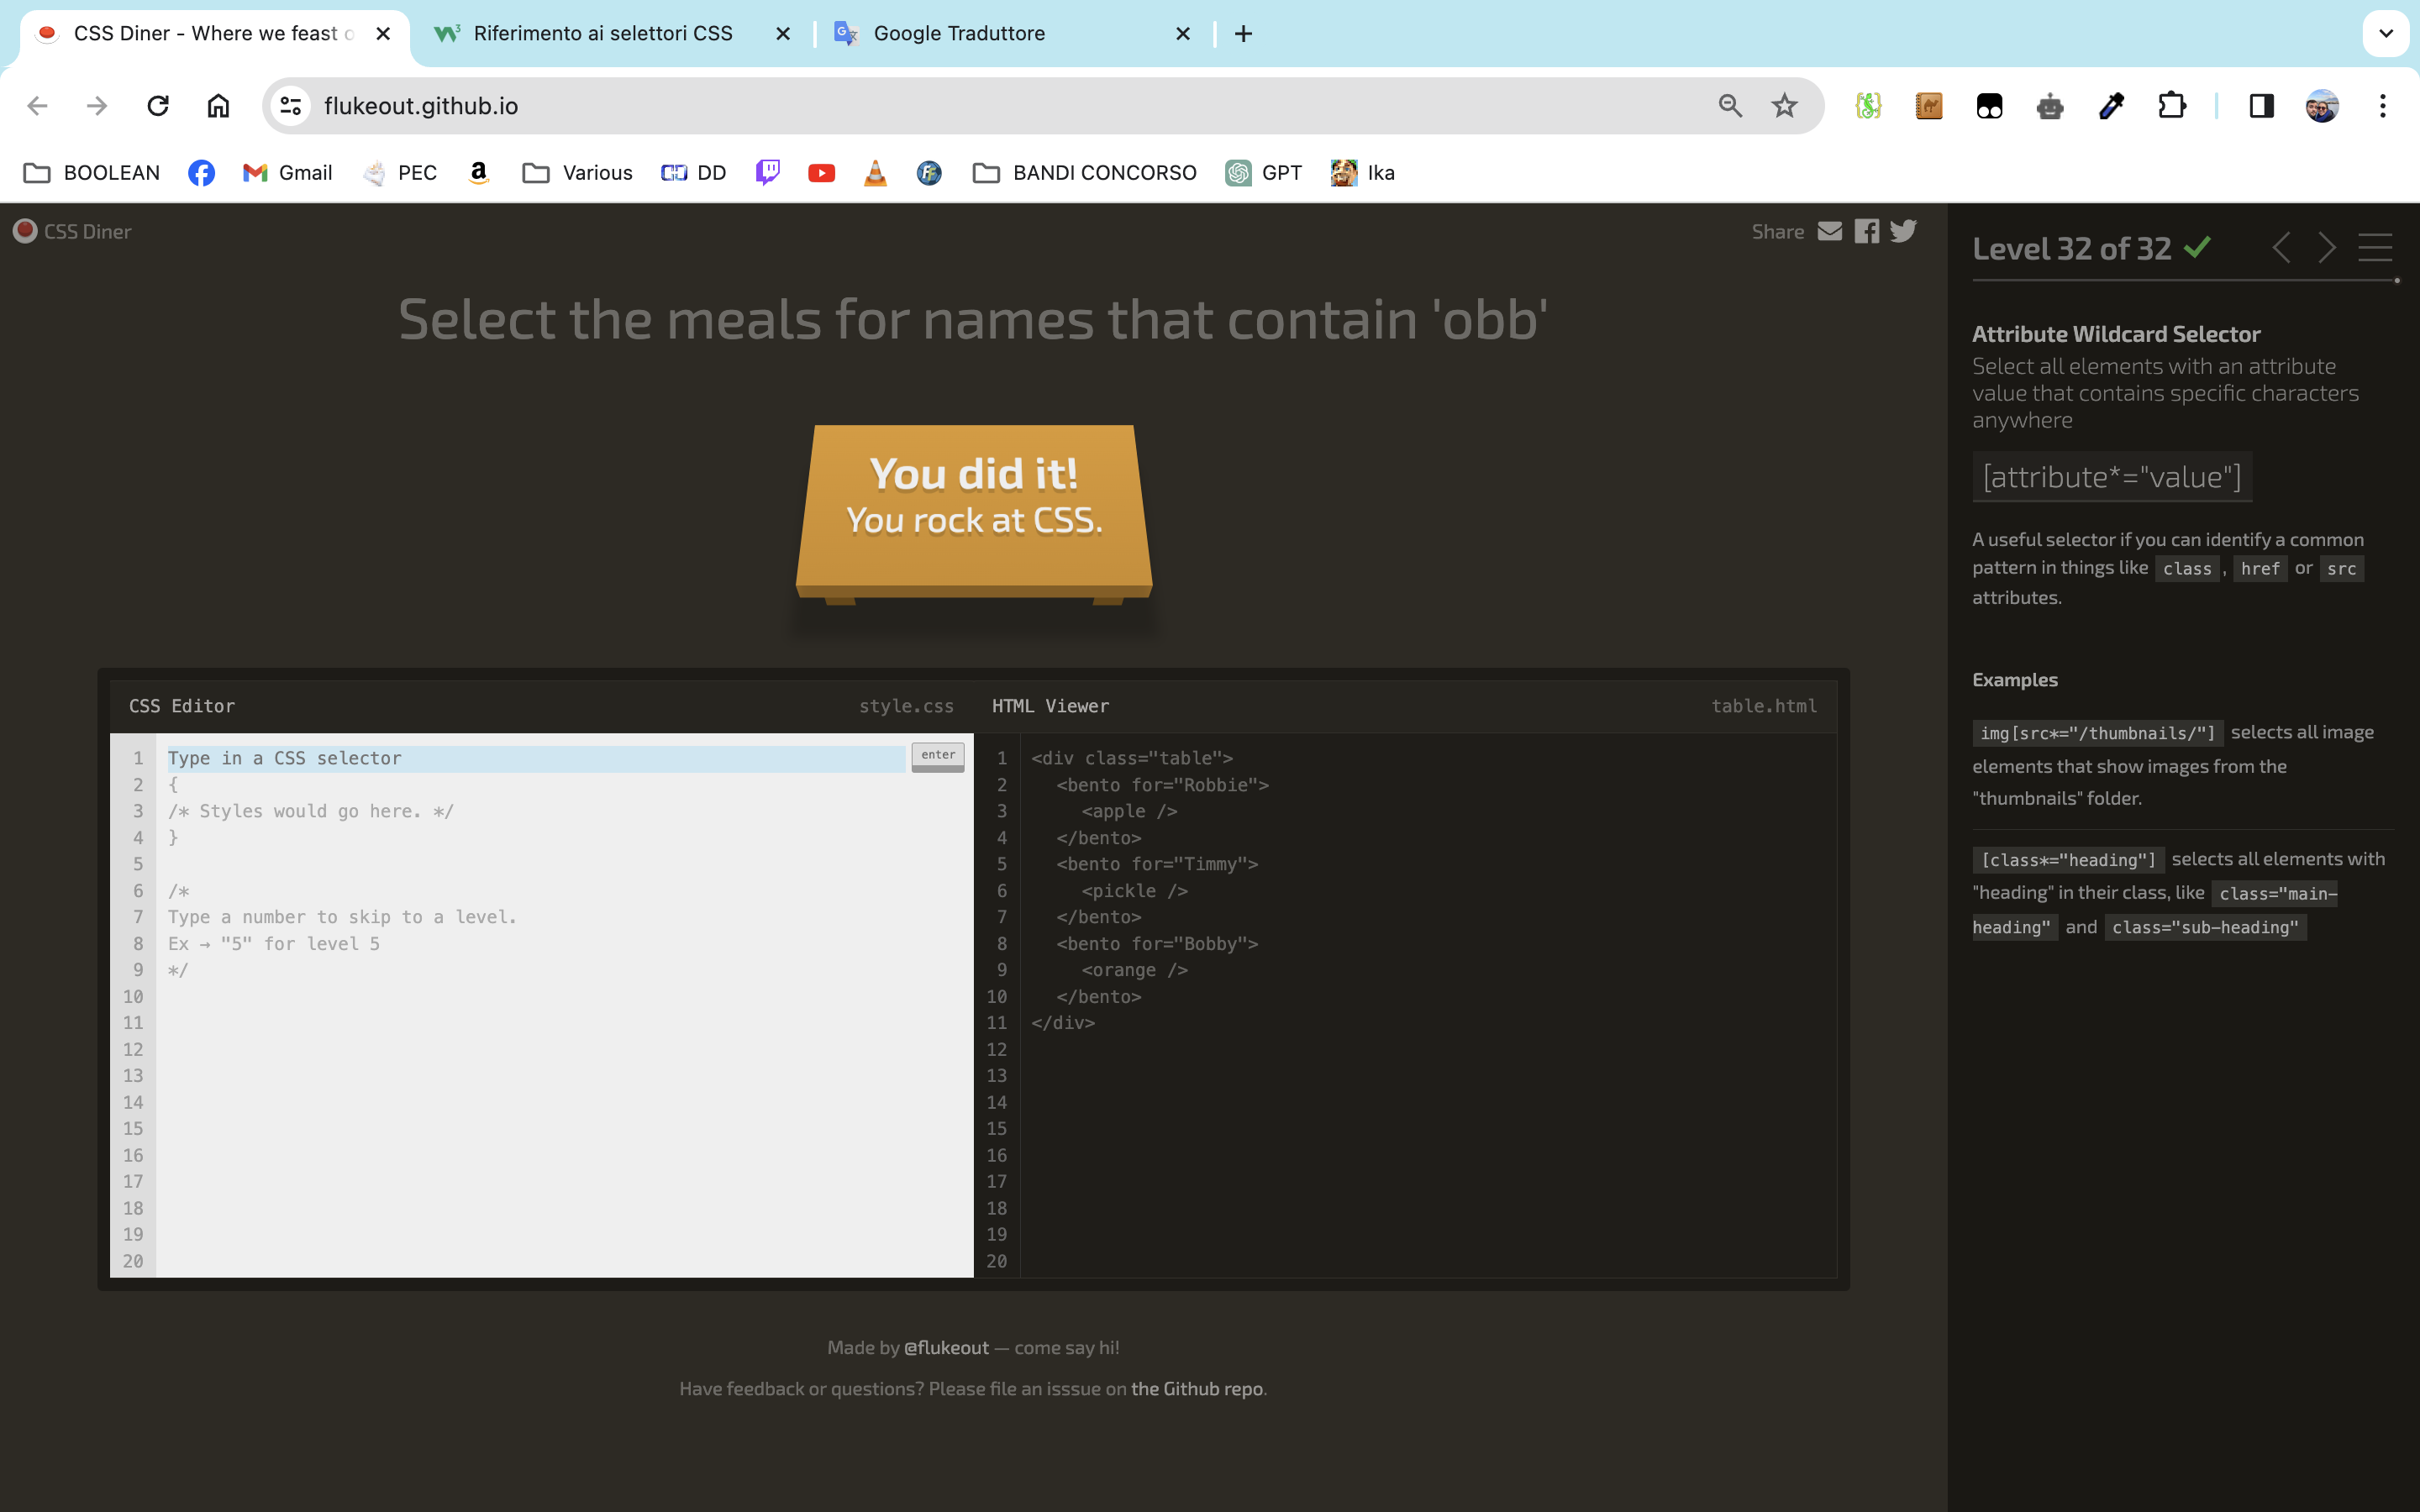 CSS Diner - Where we feast o
Riferimento ai selettori CSS
Google Traduttore
flukeout.github.io
BOOLEAN
Gmail
PEC
Various
DD
BANDI CONCORSO
GPT
Ika
CSS Diner
Share
Select the meals for names that contain 'obb'
You did it!
You rock at CSS.
CSS Editor
style.css
HTML Viewer
table.html
1
2
3
4
5
6
7
8
9
10
11
12
13
14
15
16
17
18
19
20
Type in a CSS selector
enter
{
/* Styles would go here. */
}
/*
Type a number to skip to a level.
Ex → "5" for level 5
*/
1
2
3
4
5
6
7
8
9
10
11
12
13
14
15
16
17
18
19
20
<div class="table">
<bento for="Robbie">
<apple />
</bento>
<bento for="Timmy">
<pickle />
</bento>
<bento for="Bobby">
<orange />
</bento>
</div>
Made by @flukeout — come say hi!
Have feedback or questions? Please file an isssue on the Github repo.
Level 32 of 32
Attribute Wildcard Selector
Select all elements with an attribute
value that contains specific characters
anywhere
[attribute*="value"]
A useful selector if you can identify a common
pattern in things like class , href or src
attributes.
Examples
img[src*="/thumbnails/"] selects all image
elements that show images from the
"thumbnails" folder.
[class*="heading"] selects all elements with
"heading" in their class, like class="main-
heading" and class="sub-heading"